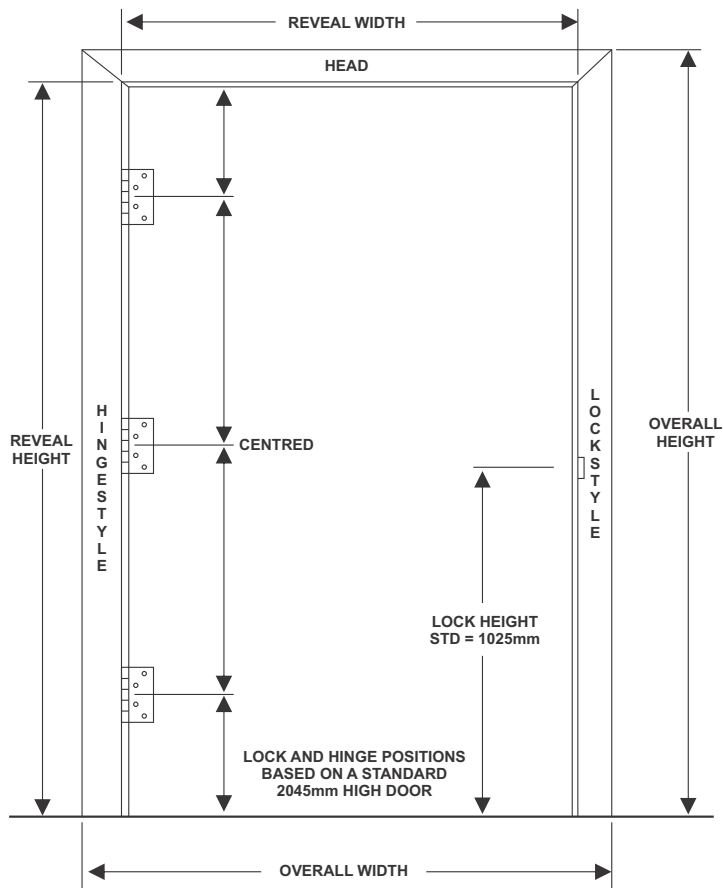 REVEAL WIDTH
HEAD
HINGESTYLE
LOCKSTYLE
REVEAL
HEIGHT
CENTRED
OVERALL
HEIGHT
LOCK HEIGHT
STD = 1025mm
LOCK AND HINGE POSITIONS
BASED ON A STANDARD
2045mm HIGH DOOR
OVERALL WIDTH